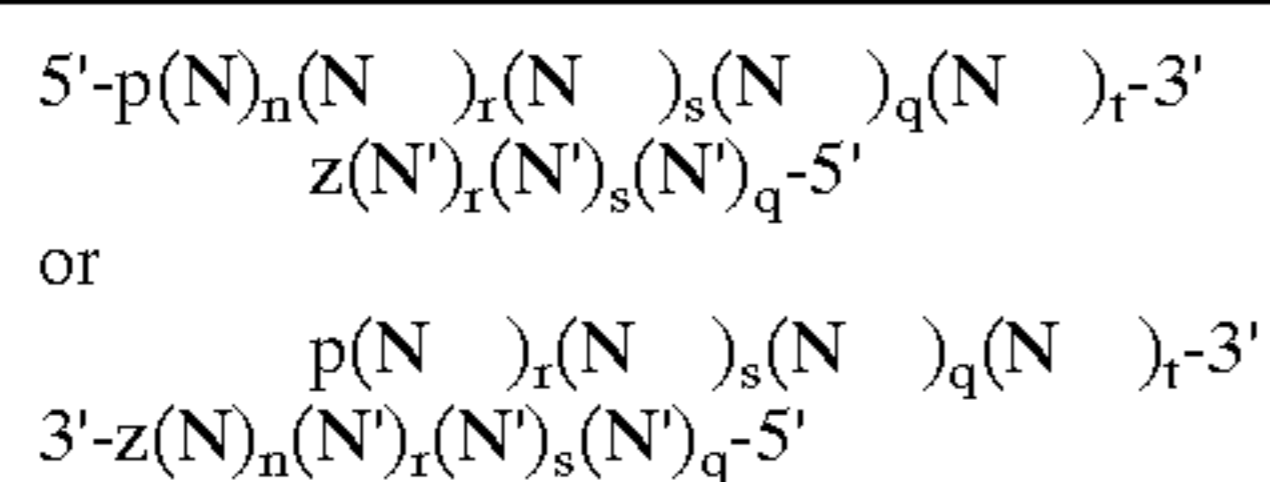 5'-p(N)n(N )r(N )s(N )q(N )t-3'
z(N')r(N')s(N')q-5'
or
p(N )r(N )s(N )q(N )t-3'
3'-z(N)n(N')r(N')s(N')q-5'